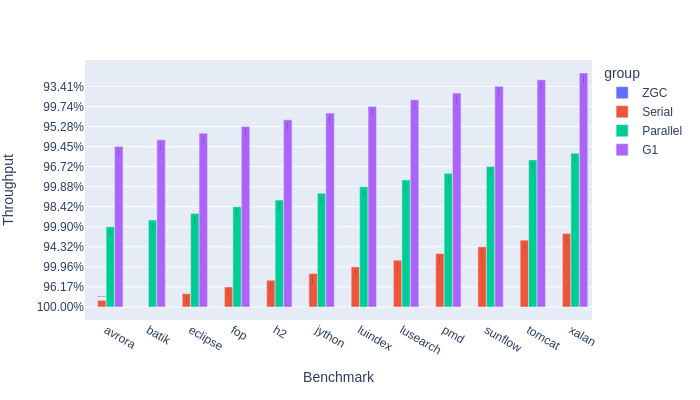 group
ZGC
Serial
Parallel
G1
Throughput
93.41%
99.74%
95.28%
99.45%
96.72%
99.88%
98.42%
99.90%
94.32%
99.96%
96.17%
100.00%
avrora
batik
eclipse
fop
h2
jython
luindex
lusearch
pmd
sunflow
tomcat
xalan
Benchmark